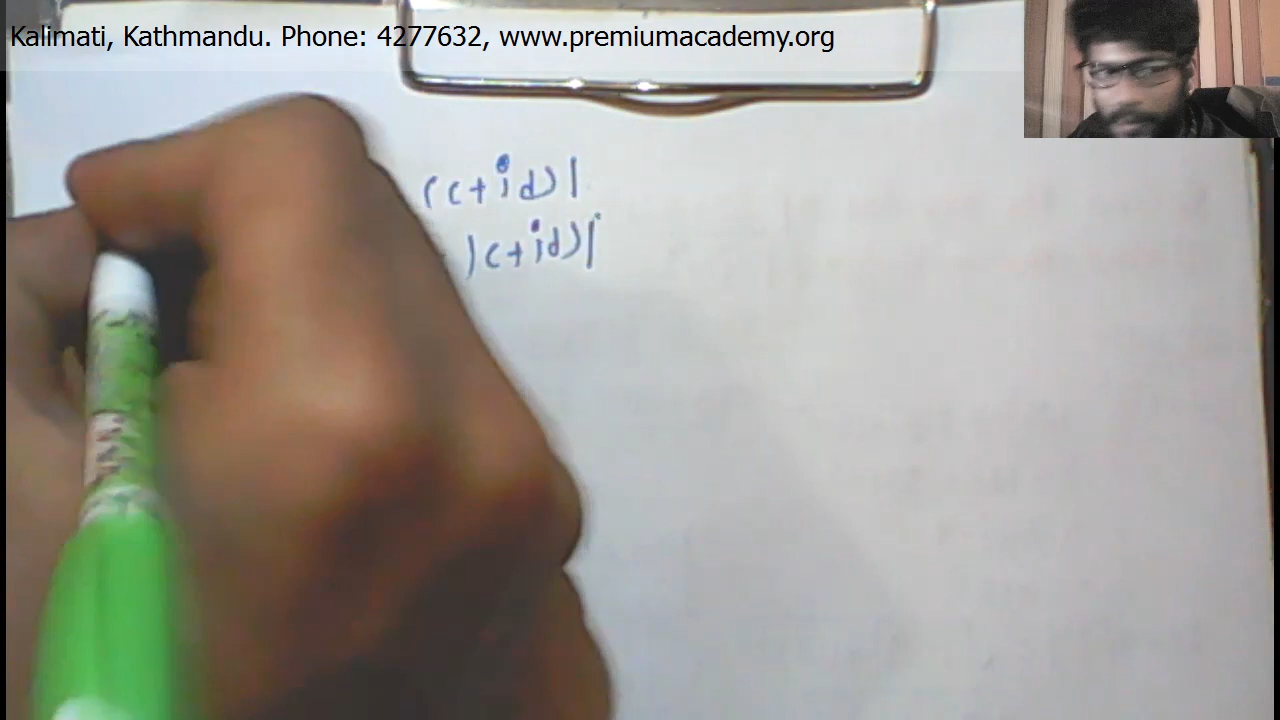 Kalimati, Kathmandu. Phone: 4277632, www.premiumacademy.org
(c+id)|
|c+id)|